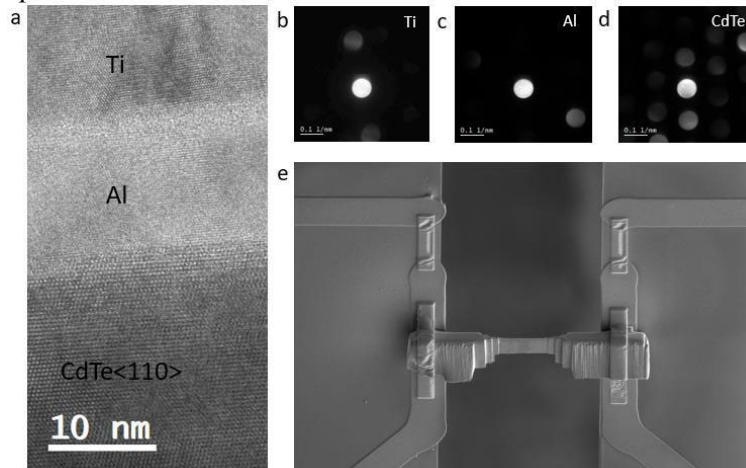 a
Ti
Al
CdTe<110>
10 nm
b
Ti
0.1 1/nm
c
Al
0.1 1/nm
d
CdTe
0.1 1/nm
e